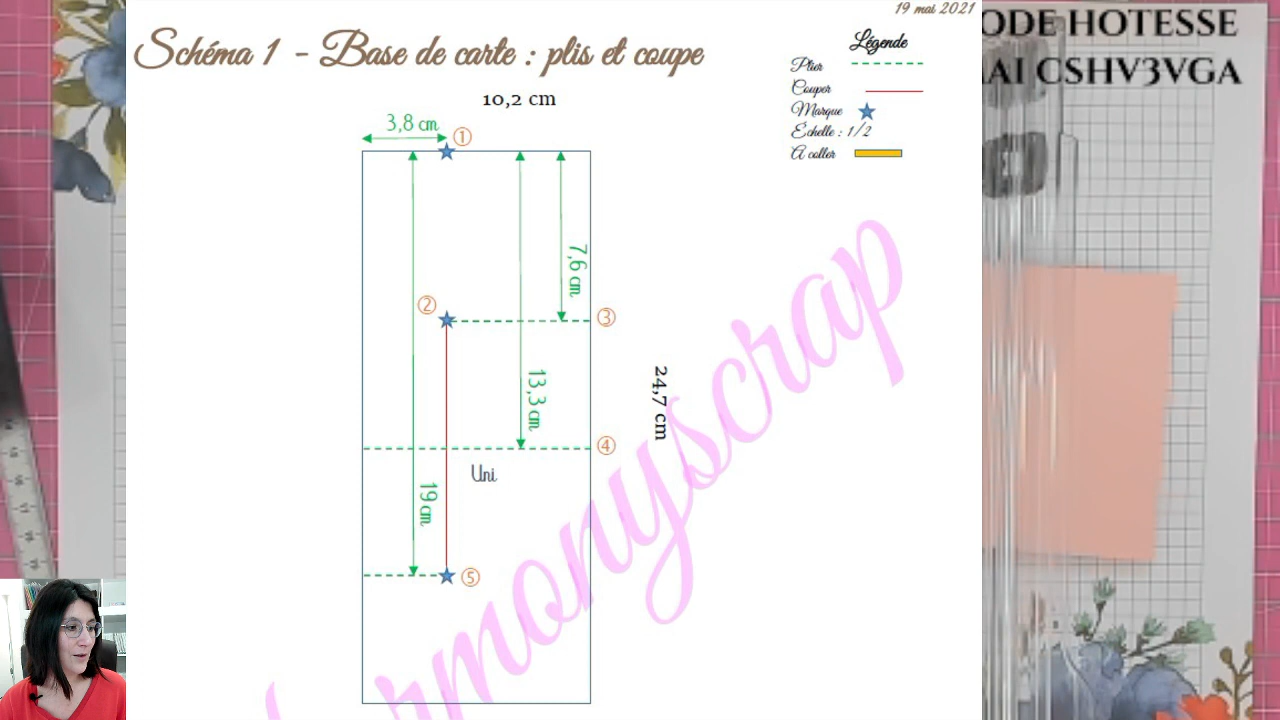 19 mai 2021
Schéma 1 - Base de carte : plis et coupe
Légende
Plier
Couper
Marque
Échelle : 1/2
A coller
ODE HOTESSE
AI CSHV3VGA
10,2 cm
3,8 cm
①
7,6 cm
②
③
13,3 cm
24,7 cm
④
Uni
19 cm
⑤
rmonyscrap